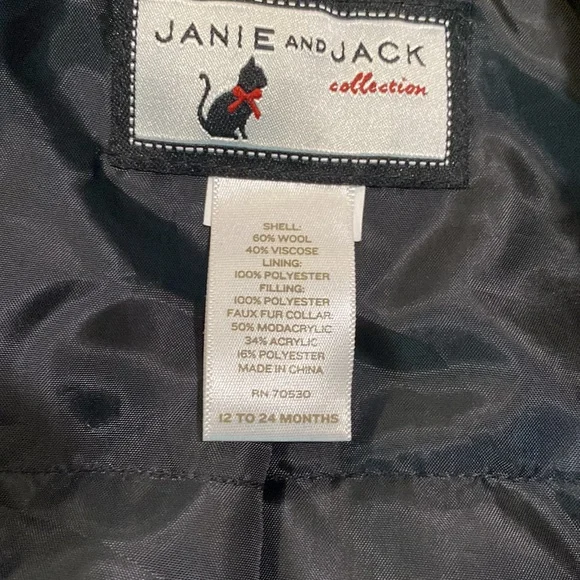 JANIE AND JACK
collection
SHELL:
60% WOOL
40% VISCOSE
LINING:
100% POLYESTER
FILLING:
100% POLYESTER
FAUX FUR COLLAR:
50% MODACRYLIC
34% ACRYLIC
16% POLYESTER
MADE IN CHINA
RN 70530
12 TO 24 MONTHS